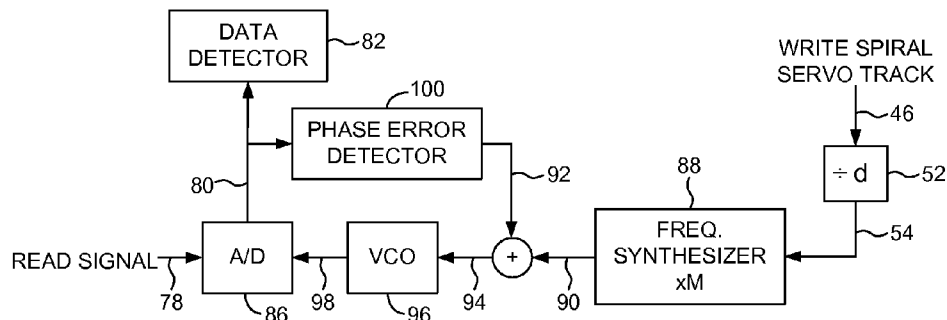 DATA
DETECTOR
82
WRITE SPIRAL
SERVO TRACK
100
46
PHASE ERROR
DETECTOR
÷ d
52
80
92
88
54
READ SIGNAL
78
A/D
86
98
VCO
96
94
+
90
FREQ.
SYNTHESIZER
xM